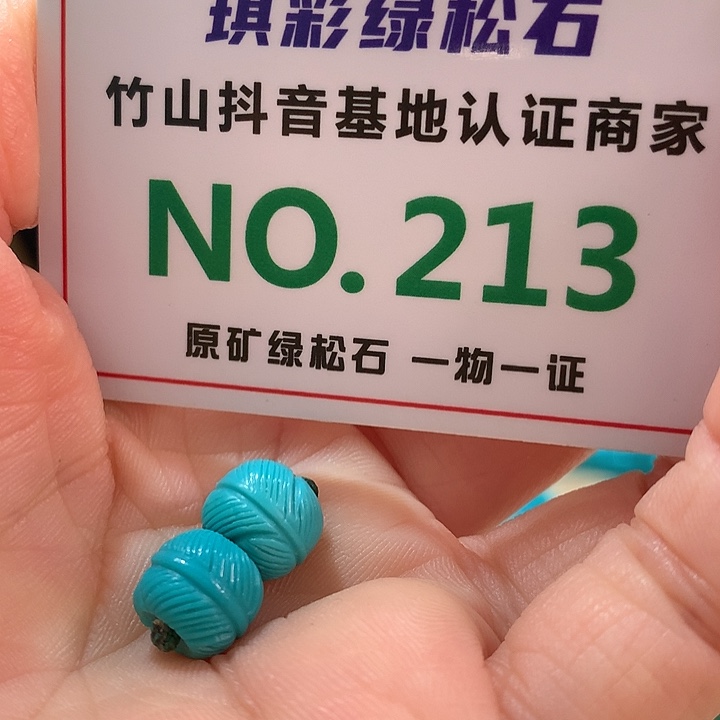 琪彩绿松石
竹山抖音基地认证商家
NO.213
原矿绿松石 一物一证